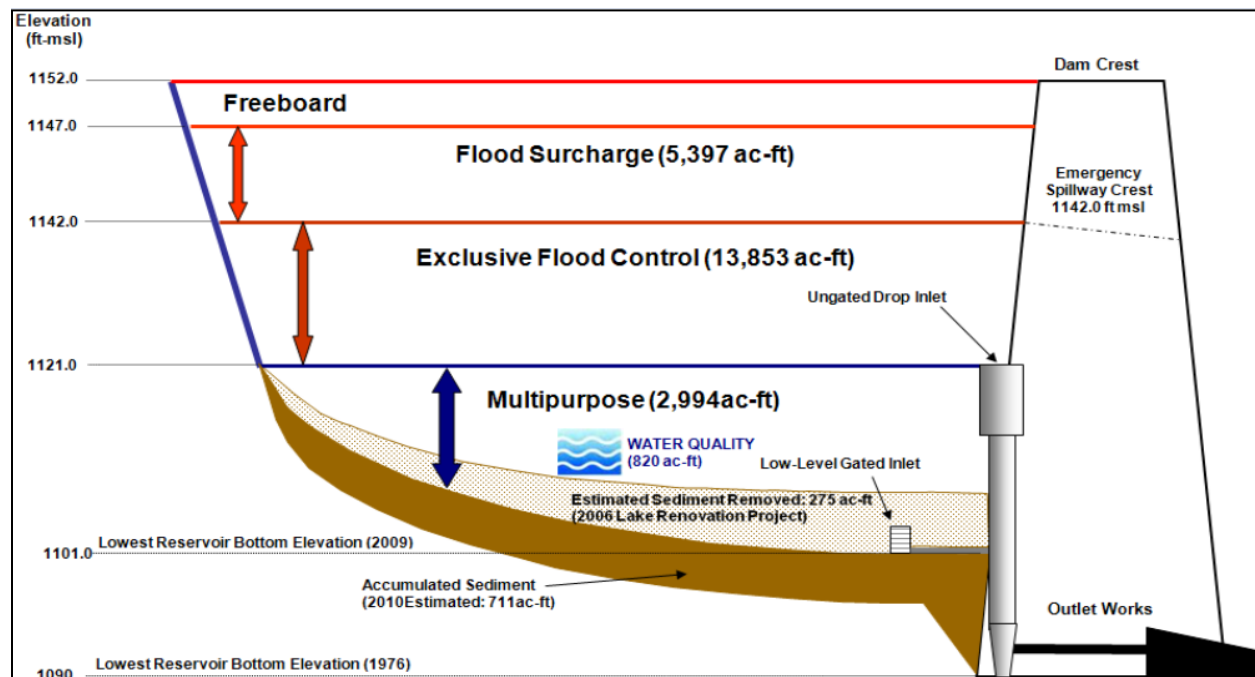 Elevation
(ft-msl)
1152.0
Dam Crest
Freeboard
1147.0
Flood Surcharge (5,397 ac-ft)
Emergency
Spillway Crest
1142.0 ft msl
1142.0
Exclusive Flood Control (13,853 ac-ft)
Ungated Drop Inlet
1121.0
Multipurpose (2,994ac-ft)
WATER QUALITY
(820 ac-ft)
Low-Level Gated Inlet
Estimated Sediment Removed: 275 ac-ft
(2006 Lake Renovation Project)
Lowest Reservoir Bottom Elevation (2009)
1101.0
Accumulated Sediment
(2010Estimated: 711ac-ft)
Outlet Works
Lowest Reservoir Bottom Elevation (1976)
1090